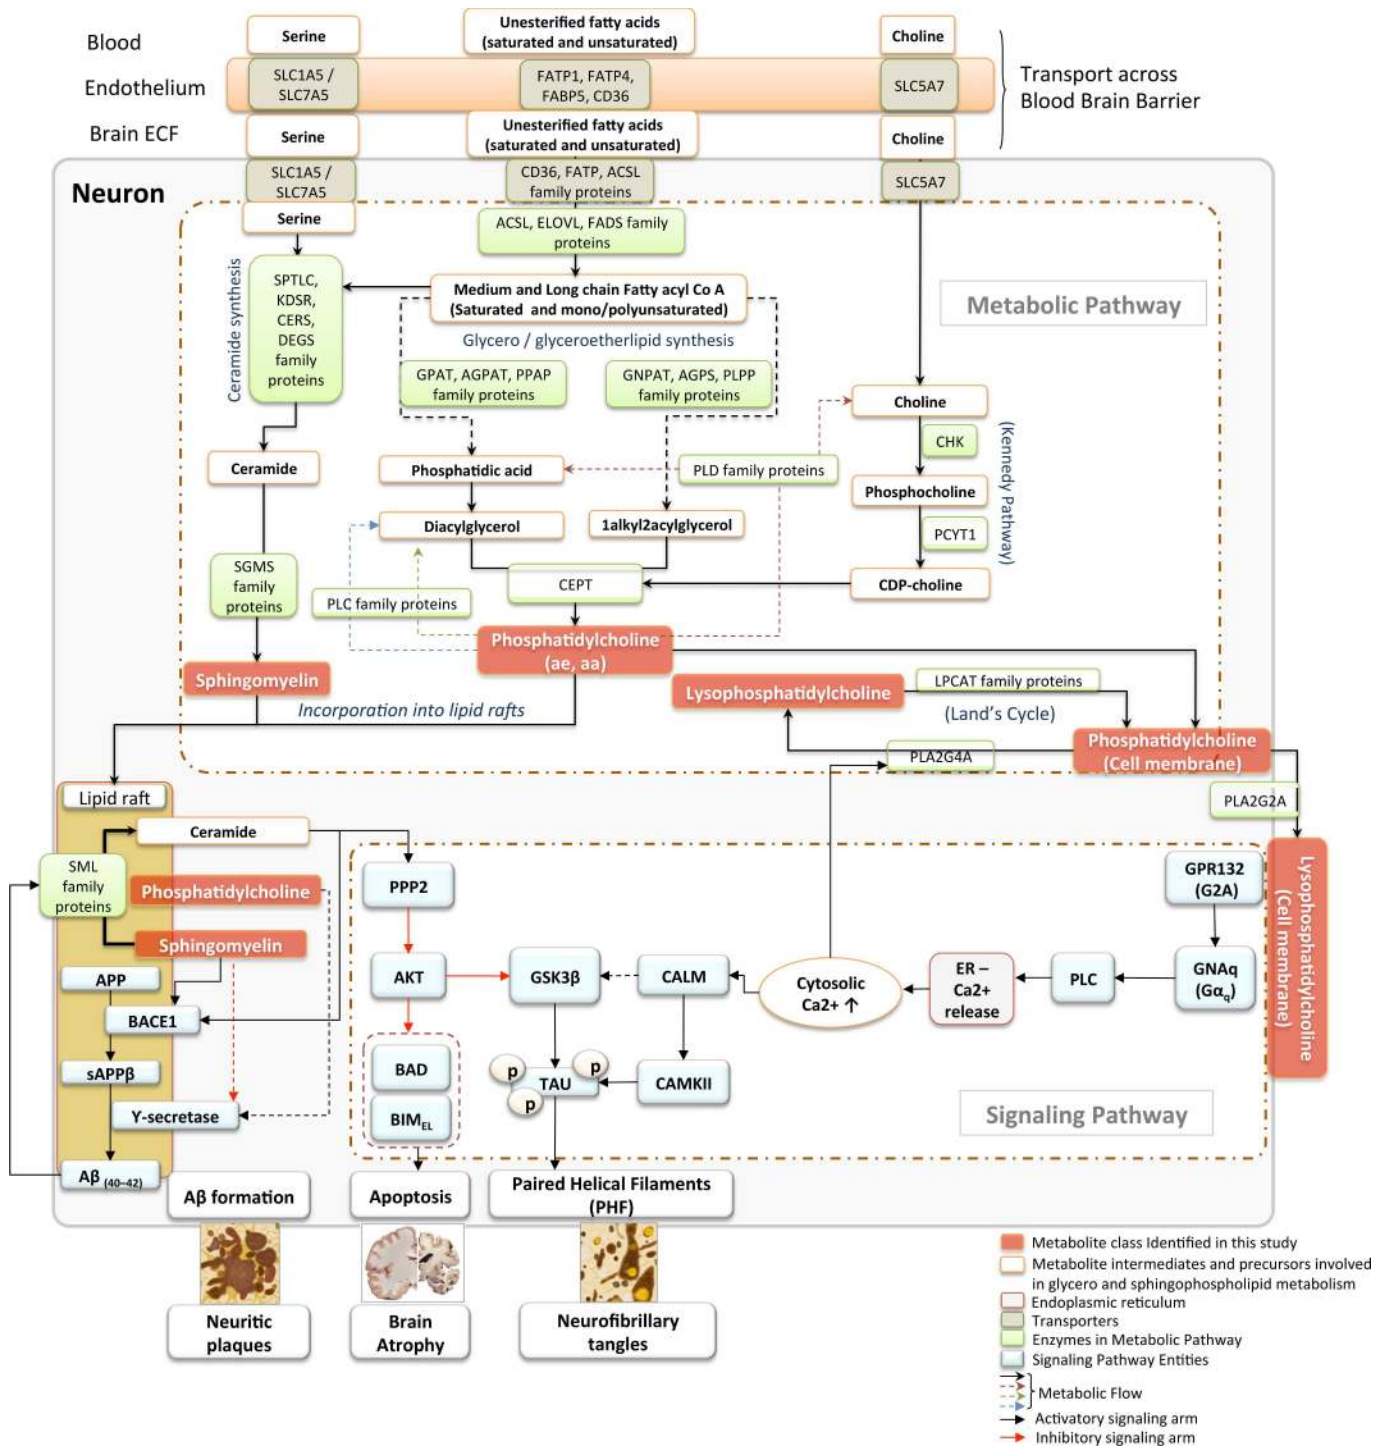 Blood
Serine
Unesterified fatty acids
(saturated and unsaturated)
Choline
Endothelium
SLC1A5 /
SLC7A5
FATP1, FATP4,
FABP5, CD36
SLC5A7
Transport across
Blood Brain Barrier
Brain ECF
Serine
Unesterified fatty acids
(saturated and unsaturated)
Choline
Neuron
SLC1A5 /
SLC7A5
CD36, FATP, ACSL
family proteins
SLC5A7
Serine
ACSL, ELOVL, FADS family
proteins
Ceramide synthesis
SPTLC,
KDSR,
CERS,
DEGS
family
proteins
Medium and Long chain Fatty acyl Co A
(Saturated and mono/polyunsaturated)
Metabolic Pathway
Glycero / glyceroetherlipid synthesis
GPAT, AGPAT, PPAP
family proteins
GNPAT, AGPS, PLPP
family proteins
Choline
CHK
(Kennedy Pathway)
Ceramide
Phosphatidic acid
PLD family proteins
Phosphocholine
Diacylglycerol
1alkyl2acylglycerol
PCYT1
SGMS
family
proteins
PLC family proteins
CEPT
CDP-choline
Phosphatidylcholine
(ae, aa)
Sphingomyelin
Lysophosphatidylcholine
LPCAT family proteins
Incorporation into lipid rafts
(Land's Cycle)
Phosphatidylcholine
(Cell membrane)
PLA2G4A
PLA2G2A
Lipid raft
Ceramide
SML
family
proteins
Phosphatidylcholine
Sphingomyelin
PPP2
GPR132
(G2A)
Lysophosphatidylcholine
(Cell membrane)
APP
AKT
GSK3β
CALM
Cytosolic
Ca2+ ↑
ER –
Ca2+
release
PLC
GNAq
(Gαq)
BACE1
sAPPβ
BAD
p
p
TAU
p
CAMKII
Y-secretase
BIMEL
Signaling Pathway
Aβ (40–42)
Aβ formation
Apoptosis
Paired Helical Filaments
(PHF)
Neuritic
plaques
Brain
Atrophy
Neurofibrillary
tangles
Metabolite class Identified in this study
Metabolite intermediates and precursors involved
in glycero and sphingophospholipid metabolism
Endoplasmic reticulum
Transporters
Enzymes in Metabolic Pathway
Signaling Pathway Entities
Metabolic Flow
Activatory signaling arm
Inhibitory signaling arm